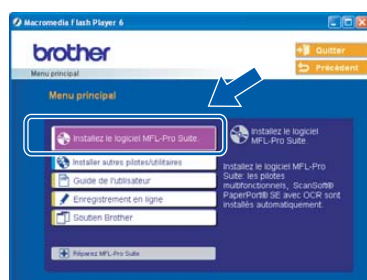 Macromedia Flash Player 6
brother
Quitter
Précédent
Menu principal
Menu principal
Installez le logiciel MFL-Pro Suite.
Installer autres pilotes/utilitaires
Guide de l'utilisateur
Enregistrement en ligne
Soutien Brother
Réparez MFL-Pro Suite
Installez le logiciel
MFL-Pro Suite.
Installez le logiciel MFL-Pro
Suite: les pilotes
multifonctionnels, ScanSoft®
PaperPort® SE avec OCR sont
installés automatiquement.